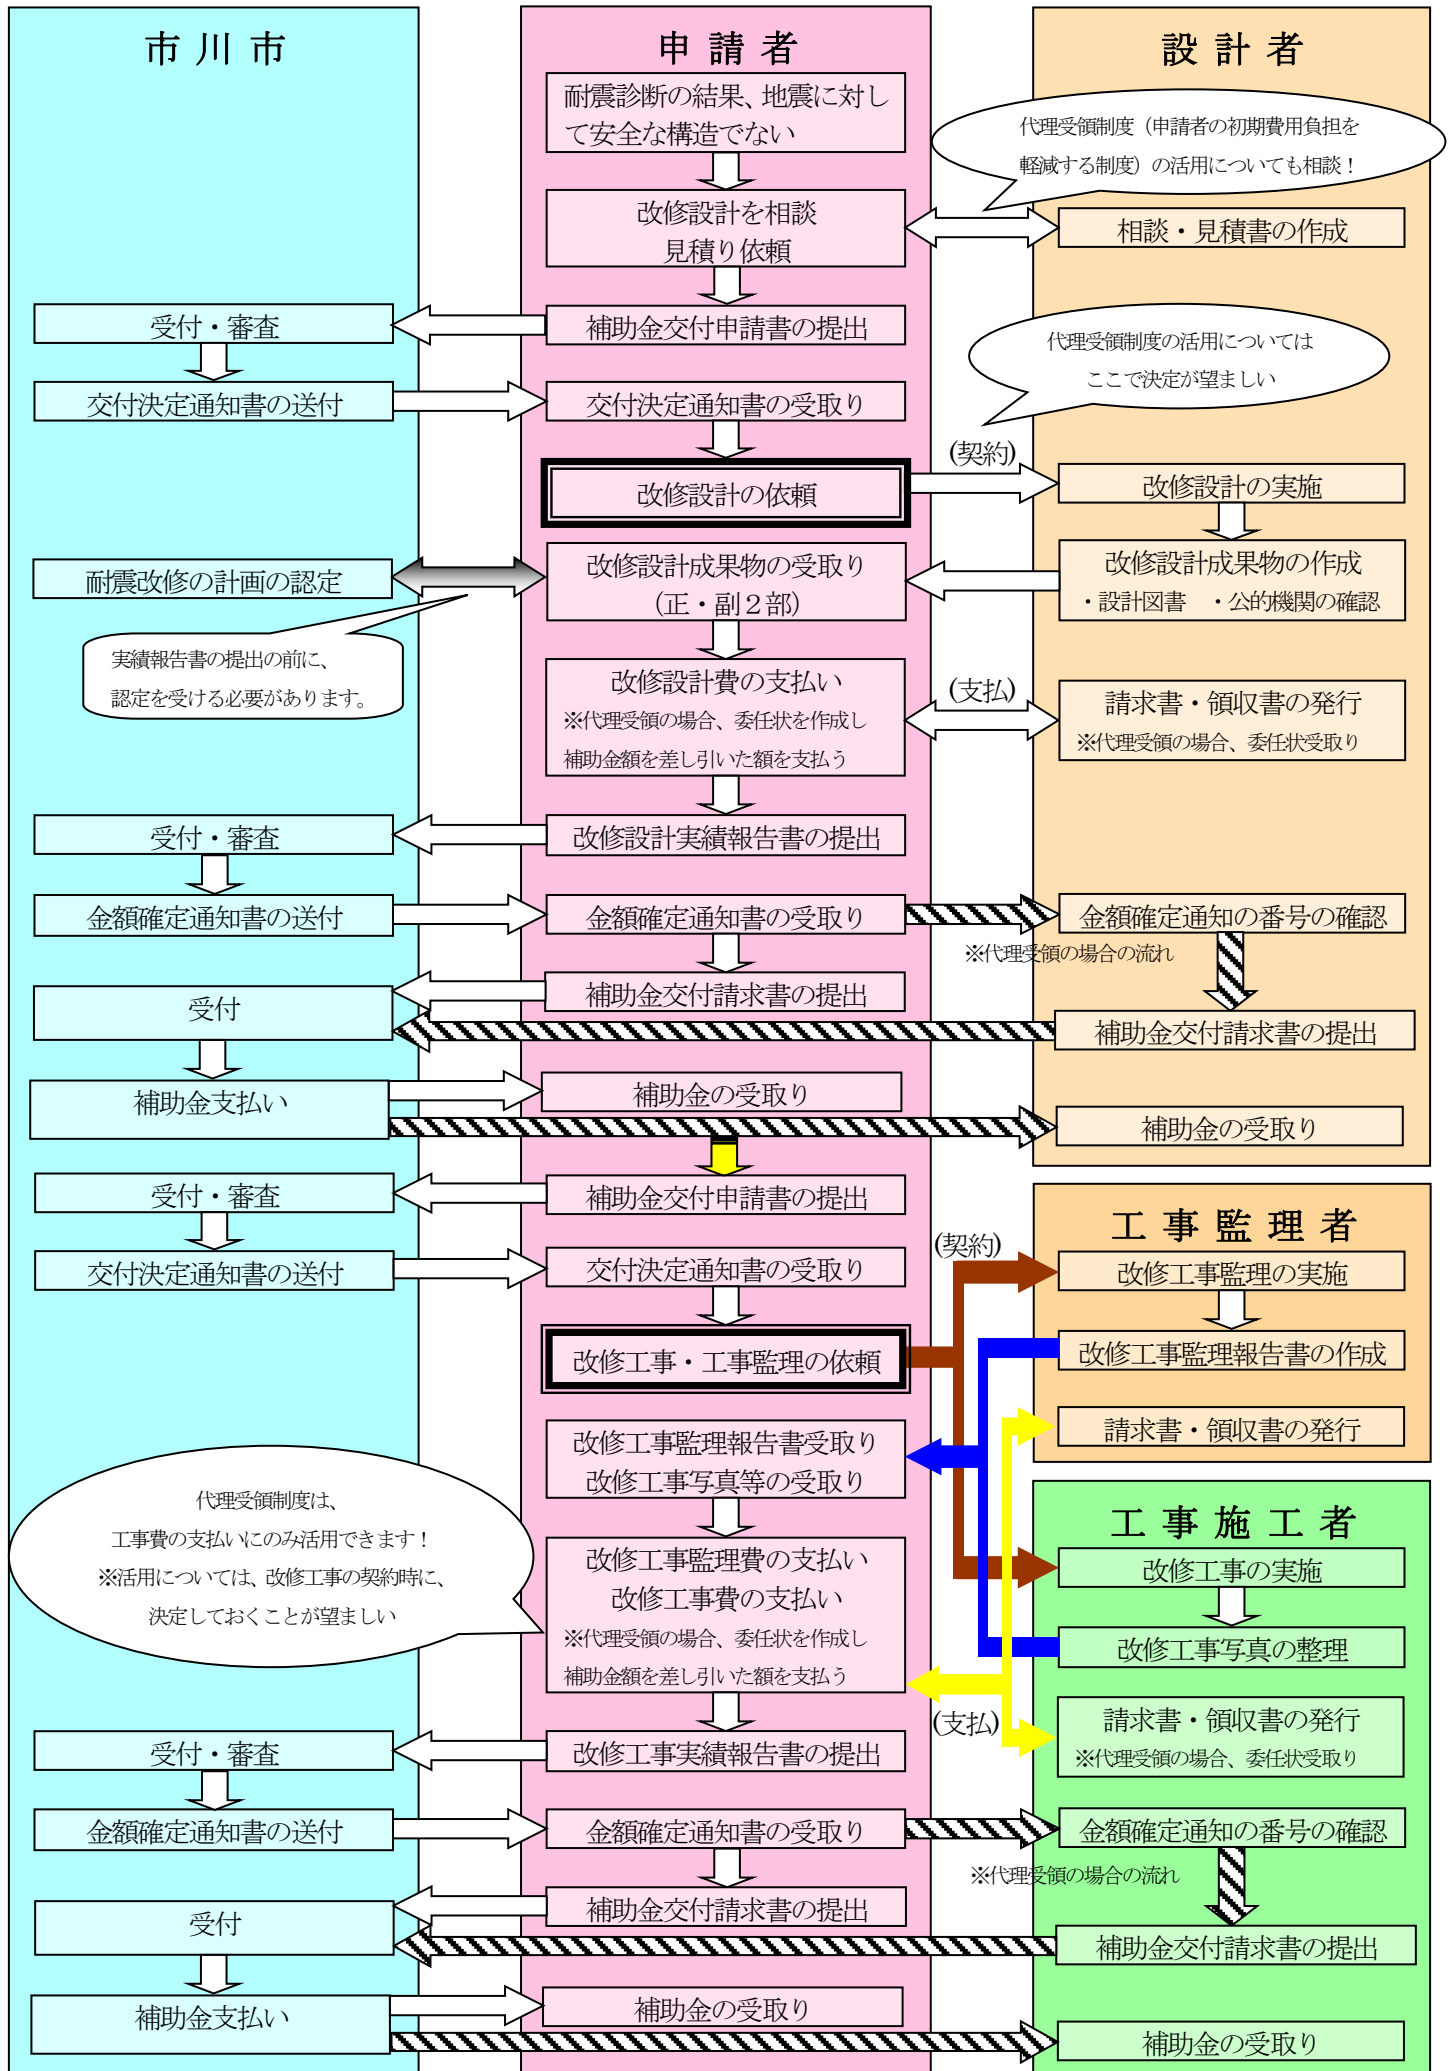 市川市
申請者
設計者
耐震診断の結果、地震に対し
て安全な構造でない
代理受領制度（申請者の初期費用負担を
軽減する制度）の活用についても相談！
改修設計を相談
見積り依頼
相談・見積書の作成
受付・審査
補助金交付申請書の提出
代理受領制度の活用については
ここで決定が望ましい
交付決定通知書の送付
交付決定通知書の受取り
(契約)
改修設計の依頼
改修設計の実施
耐震改修の計画の認定
改修設計成果物の受取り
（正・副２部）
改修設計成果物の作成
・設計図書　・公的機関の確認
実績報告書の提出の前に、
認定を受ける必要があります。
改修設計費の支払い
※代理受領の場合、委任状を作成し
補助金額を差し引いた額を支払う
(支払)
請求書・領収書の発行
※代理受領の場合、委任状受取り
受付・審査
改修設計実績報告書の提出
金額確定通知書の送付
金額確定通知書の受取り
金額確定通知の番号の確認
※代理受領の場合の流れ
受付
補助金交付請求書の提出
補助金交付請求書の提出
補助金支払い
補助金の受取り
補助金の受取り
受付・審査
補助金交付申請書の提出
工事監理者
交付決定通知書の送付
交付決定通知書の受取り
(契約)
改修工事監理の実施
改修工事・工事監理の依頼
改修工事監理報告書の作成
改修工事監理報告書受取り
改修工事写真等の受取り
請求書・領収書の発行
代理受領制度は、
工事費の支払いにのみ活用できます！
※活用については、改修工事の契約時に、
決定しておくことが望ましい
工事施工者
改修工事監理費の支払い
改修工事費の支払い
※代理受領の場合、委任状を作成し
補助金額を差し引いた額を支払う
改修工事の実施
改修工事写真の整理
(支払)
請求書・領収書の発行
※代理受領の場合、委任状受取り
受付・審査
改修工事実績報告書の提出
金額確定通知書の送付
金額確定通知書の受取り
金額確定通知の番号の確認
※代理受領の場合の流れ
受付
補助金交付請求書の提出
補助金交付請求書の提出
補助金支払い
補助金の受取り
補助金の受取り